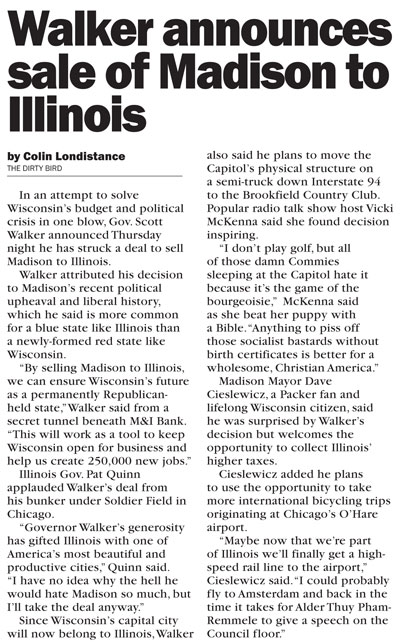 Walker announces
sale of Madison to
Illinois
by Colin Londistance
THE DIRTY BIRD
In an attempt to solve
Wisconsin's budget and political
crisis in one blow, Gov. Scott
Walker announced Thursday
night he has struck a deal to sell
Madison to Illinois.
Walker attributed his decision
to Madison's recent political
upheaval and liberal history,
which he said is more common
for a blue state like Illinois than
a newly-formed red state like
Wisconsin.
"By selling Madison to Illinois,
we can ensure Wisconsin's future
as a permanently Republican-
held state," Walker said from a
secret tunnel beneath M&I Bank.
"This will work as a tool to keep
Wisconsin open for business and
help us create 250,000 new jobs."
Illinois Gov. Pat Quinn
applauded Walker's deal from
his bunker under Soldier Field in
Chicago.
"Governor Walker's generosity
has gifted Illinois with one of
America's most beautiful and
productive cities," Quinn said.
"I have no idea why the hell he
would hate Madison so much, but
I'll take the deal anyway."
Since Wisconsin's capital city
will now belong to Illinois, Walker
also said he plans to move the
Capitol's physical structure on
a semi-truck down Interstate 94
to the Brookfield Country Club.
Popular radio talk show host Vicki
McKenna said she found decision
inspiring.
"I don't play golf, but all
of those damn Commies
sleeping at the Capitol hate it
because it's the game of the
bourgeoisie," McKenna said
as she beat her puppy with
a Bible. "Anything to piss off
those socialist bastards without
birth certificates is better for a
wholesome, Christian America."
Madison Mayor Dave
Cieslewicz, a Packer fan and
lifelong Wisconsin citizen, said
he was surprised by Walker's
decision but welcomes the
opportunity to collect Illinois'
higher taxes.
Cieslewicz added he plans
to use the opportunity to take
more international bicycling trips
originating at Chicago's O'Hare
airport.
"Maybe now that we're part
of Illinois we'll finally get a high-
speed rail line to the airport,"
Cieslewicz said. "I could probably
fly to Amsterdam and back in the
time it takes for Alder Thuy Pham-
Remmele to give a speech on the
Council floor."